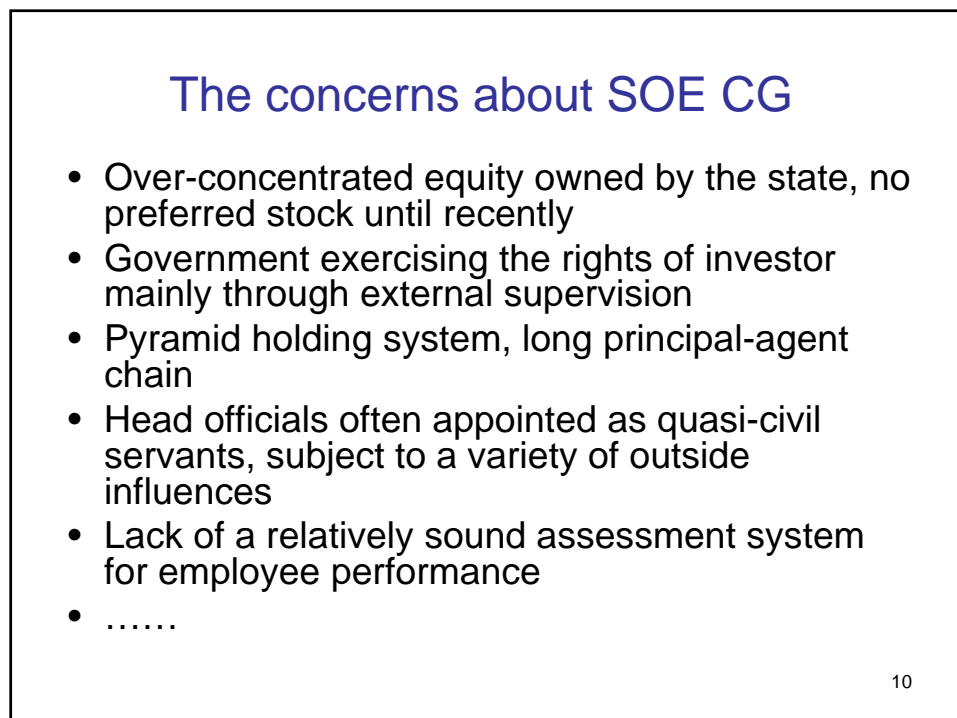 The concerns about SOE CG
• Over-concentrated equity owned by the state, no
preferred stock until recently
• Government exercising the rights of investor
mainly through external supervision
• Pyramid holding system, long principal-agent
chain
• Head officials often appointed as quasi-civil
servants, subject to a variety of outside
influences
• Lack of a relatively sound assessment system
for employee performance
• ……
10